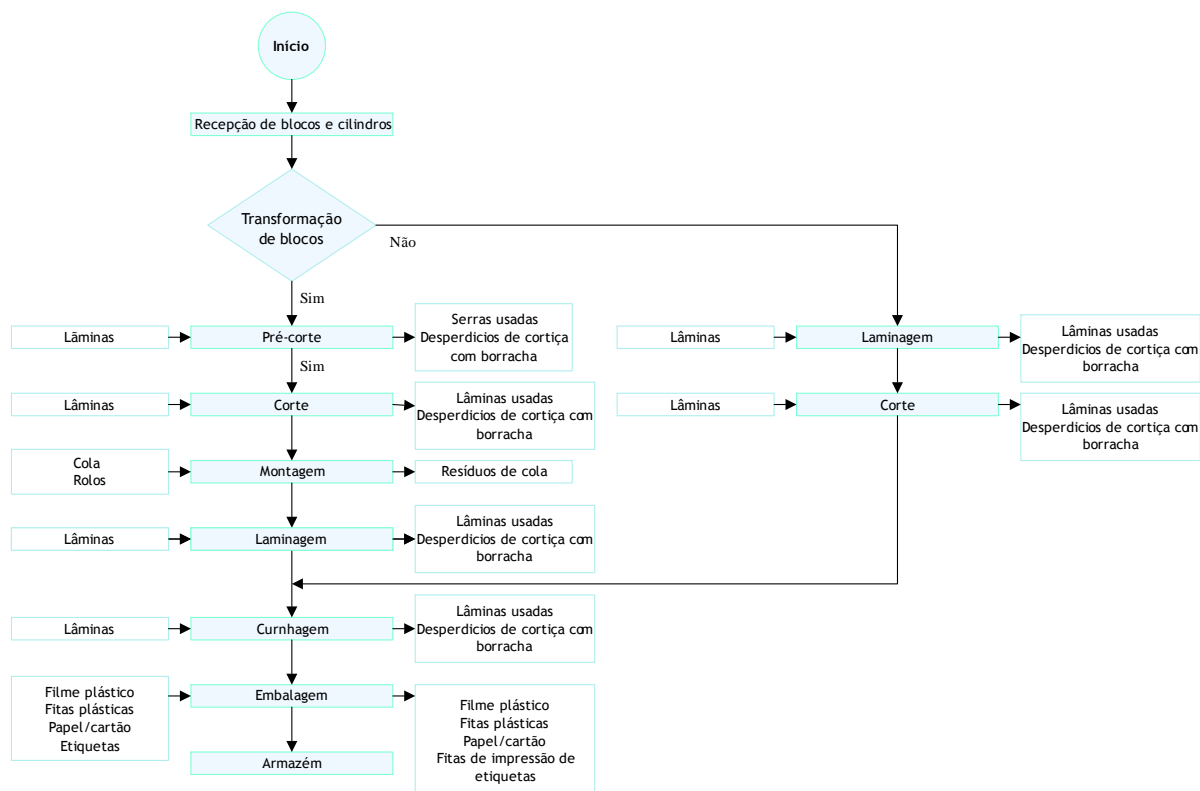 Início
Recepção de blocos e cilindros
Transformação
de blocos
Não
Sim
Lãminas
Pré-corte
Serras usadas
Desperdicios de cortiça
com borracha
Lâminas
Laminagem
Lâminas usadas
Desperdicios de cortiça com
borracha
Sim
Lâminas
Corte
Lâminas usadas
Desperdicios de cortiça com
borracha
Lâminas
Corte
Lâminas usadas
Desperdicios de cortiça com
borracha
Cola
Rolos
Montagem
Resíduos de cola
Lâminas
Laminagem
Lâminas usadas
Desperdicios de cortiça com
borracha
Lâminas
Curnhagem
Lâminas usadas
Desperdicios de cortiça com
borracha
Filme plástico
Fitas plásticas
Papel/cartão
Etiquetas
Embalagem
Filme plástico
Fitas plásticas
Papel/cartão
Fitas de impressão de
etiquetas
Armazém